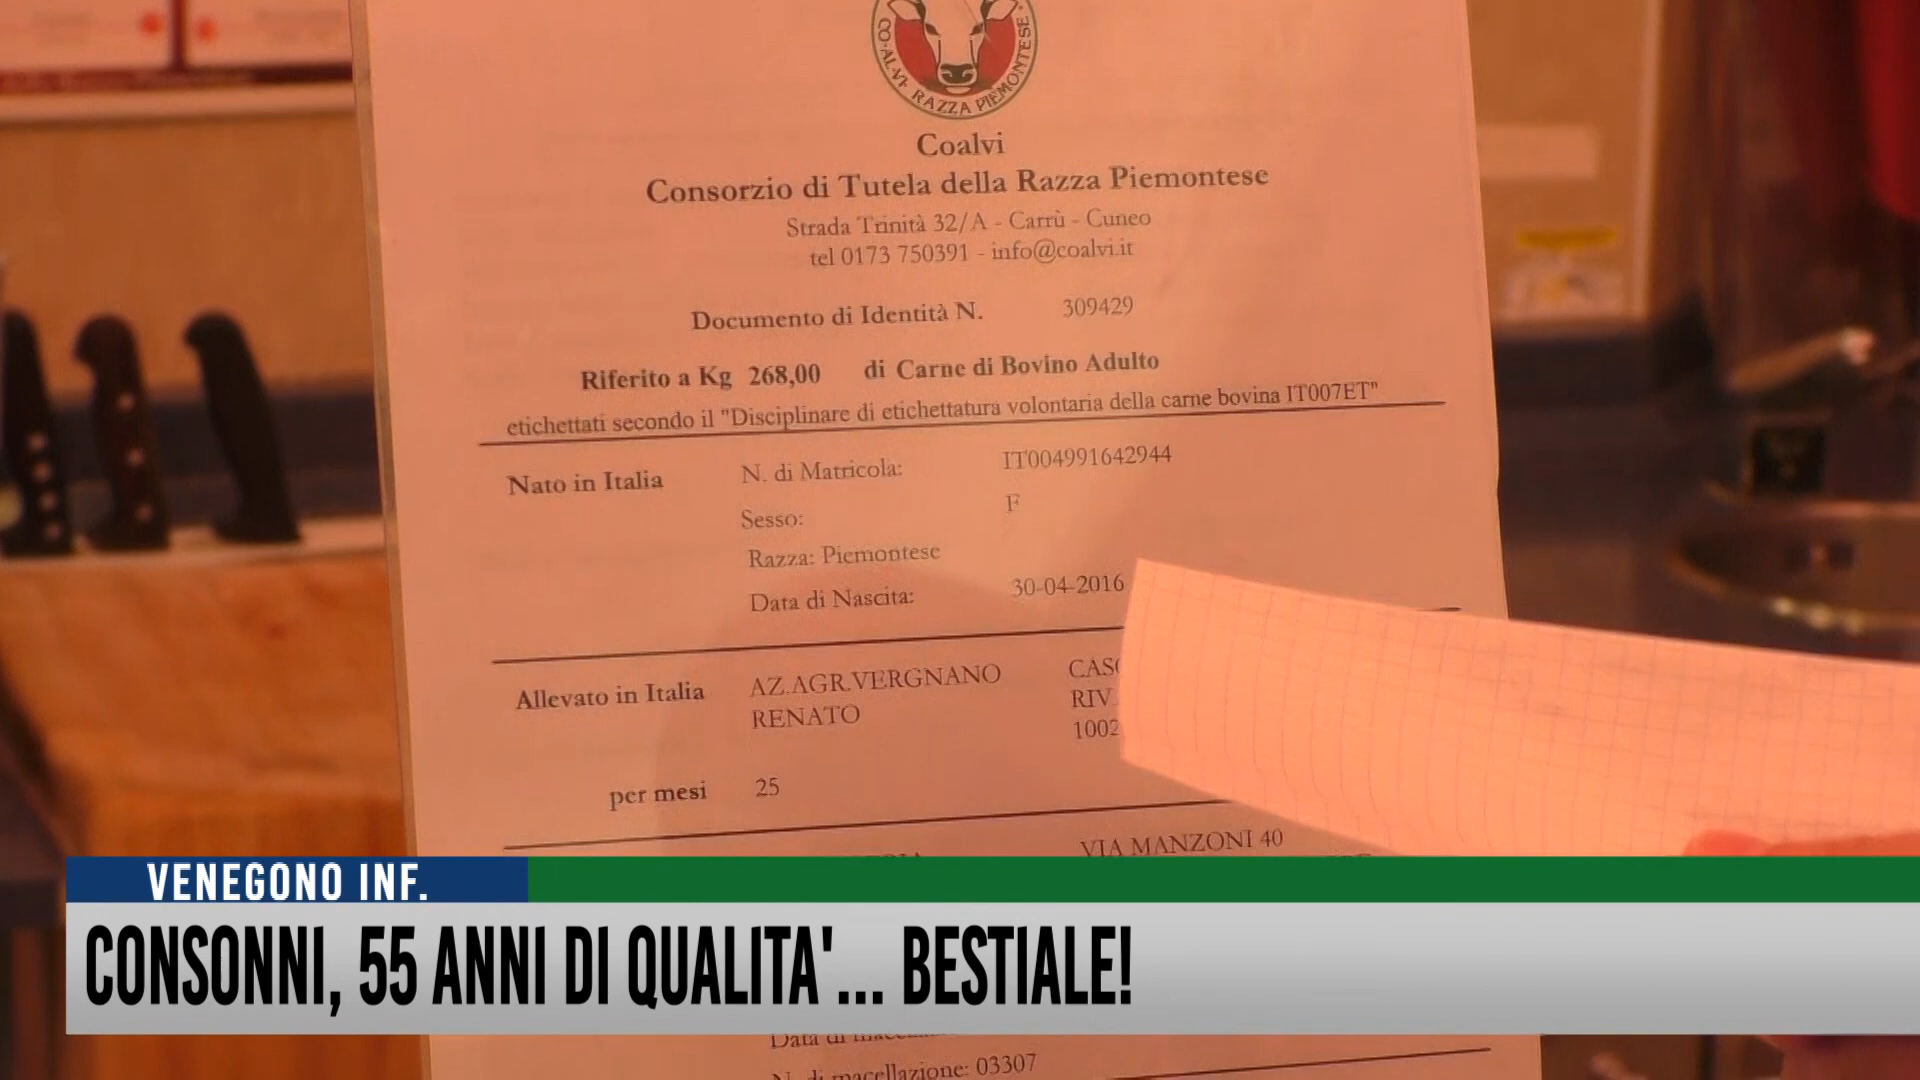 CO·AL·VI· RAZZA PIEMONTESE
Coalvi
Consorzio di Tutela della Razza Piemontese
Strada Trinità 32/A - Carrù - Cuneo
tel 0173 750391 - info@coalvi.it
Documento di Identità N. 309429
Riferito a Kg 268,00 di Carne di Bovino Adulto
etichettati secondo il "Disciplinare di etichettatura volontaria della carne bovina IT007ET"
Nato in Italia N. di Matricola: IT004991642944
Sesso: F
Razza: Piemontese
Data di Nascita: 30-04-2016
Allevato in Italia AZ.AGR.VERGNANO
RENATO
RIV
1002
per mesi 25
VIA MANZONI 40
VENEGONO INF.
CONSONNI, 55 ANNI DI QUALITA'... BESTIALE!
Data di
N. di macellazione: 03307